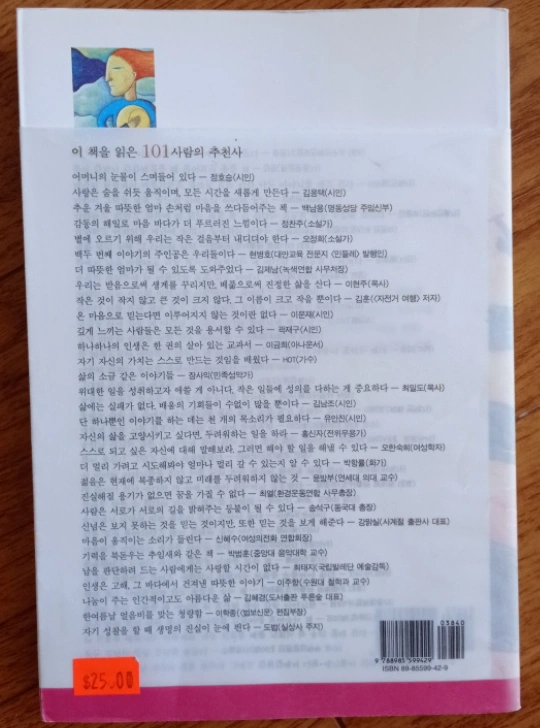 이 책을 읽은 101사람의 추천사
어머니의 눈물이 스며들어 있다 — 정호승(시인)
사랑은 숨을 쉬듯 움직이며, 모든 시간을 새롭게 만든다 — 김용택(시인)
추운 겨울 따뜻한 엄마 손처럼 마음을 쓰다듬어주는 책 — 백남용(명동성당 주임신부)
감동의 해일로 마음 바다가 더 푸르러진 느낌이다 — 정찬주(소설가)
별에 오르기 위해 우리는 작은 걸음부터 내디뎌야 한다 — 오정희(소설가)
백두 번째 이야기의 주인공은 우리들이다 — 현병호(대안교육 전문지 〈민들레〉 발행인)
더 따뜻한 엄마가 될 수 있도록 도와주었다 — 김제남(녹색연합 사무처장)
우리는 받음으로써 생계를 꾸리지만, 베풂으로써 진정한 삶을 산다 — 이현주(목사)
작은 것이 작지 않고 큰 것이 크지 않다, 그 이름이 크고 작을 뿐이다 — 김훈(〈자전거 여행〉 저자)
온 마음으로 믿는다면 이루어지지 않는 것이란 없다 — 이문재(시인)
깊게 느끼는 사람들은 모든 것을 용서할 수 있다 — 곽재구(시인)
하나하나의 인생은 한 권의 살아 있는 교과서 — 이금희(아나운서)
자기 자신의 가치는 스스로 만드는 것임을 배웠다 — HOT(가수)
삶의 소금 같은 이야기들 — 장사익(민족성악가)
위대한 일을 성취하고자 애쓸 게 아니다, 작은 일들에 성의를 다하는 게 중요하다 — 최일도(목사)
삶에는 실패가 없다, 배움의 기회들이 수없이 많을 뿐이다 — 김남조(시인)
단 하나뿐인 이야기를 하는 데는 천 개의 목소리가 필요하다 — 유안진(시인)
자신의 삶을 고양시키고 싶다면, 두려워하는 일을 하라 — 홍신자(전위무용가)
스스로 되고 싶은 자신에 대해 말해보라, 그러면 해야 할 일을 해낼 수 있다 — 오한숙희(여성학자)
더 멀리 가려고 시도해봐야 얼마나 멀리 갈 수 있는지 알 수 있다 — 박항률(화가)
젊음은 현재에 복종하지 않고 미래를 두려워하지 않는 것 — 윤방부(연세대 의대 교수)
진실해질 용기가 없으면 꿈을 가질 수 없다 — 최열(환경운동연합 사무총장)
사람은 서로가 서로의 길을 밝혀주는 등불이 될 수 있다 — 송석구(동국대 총장)
신념은 보지 못하는 것을 믿는 것이지만, 또한 믿는 것을 보게 해준다 — 강맑실(사계절 출판사 대표)
마음이 움직이는 소리가 들린다 — 신혜수(여성의전화 연합회장)
기력을 북돋우는 추임새와 같은 책 — 박범훈(중앙대 음악대학 교수)
남을 판단하려 드는 사람에게는 사랑할 시간이 없다 — 최태지(국립발레단 예술감독)
인생은 고해, 그 바다에서 건져낸 따뜻한 이야기 — 이주향(수원대 철학과 교수)
나눔이 주는 인간적이고도 아름다운 삶 — 김혜경(도서출판 푸른숲 대표)
한여름날 얼음비를 맞는 청량함 — 이학종(〈법보신문〉 편집부장)
자기 성찰을 할 때 생명의 진실이 눈에 띈다 — 도법(실상사 주지)
03840
9 788985 599429
ISBN 89-85599-42-9
$25.00